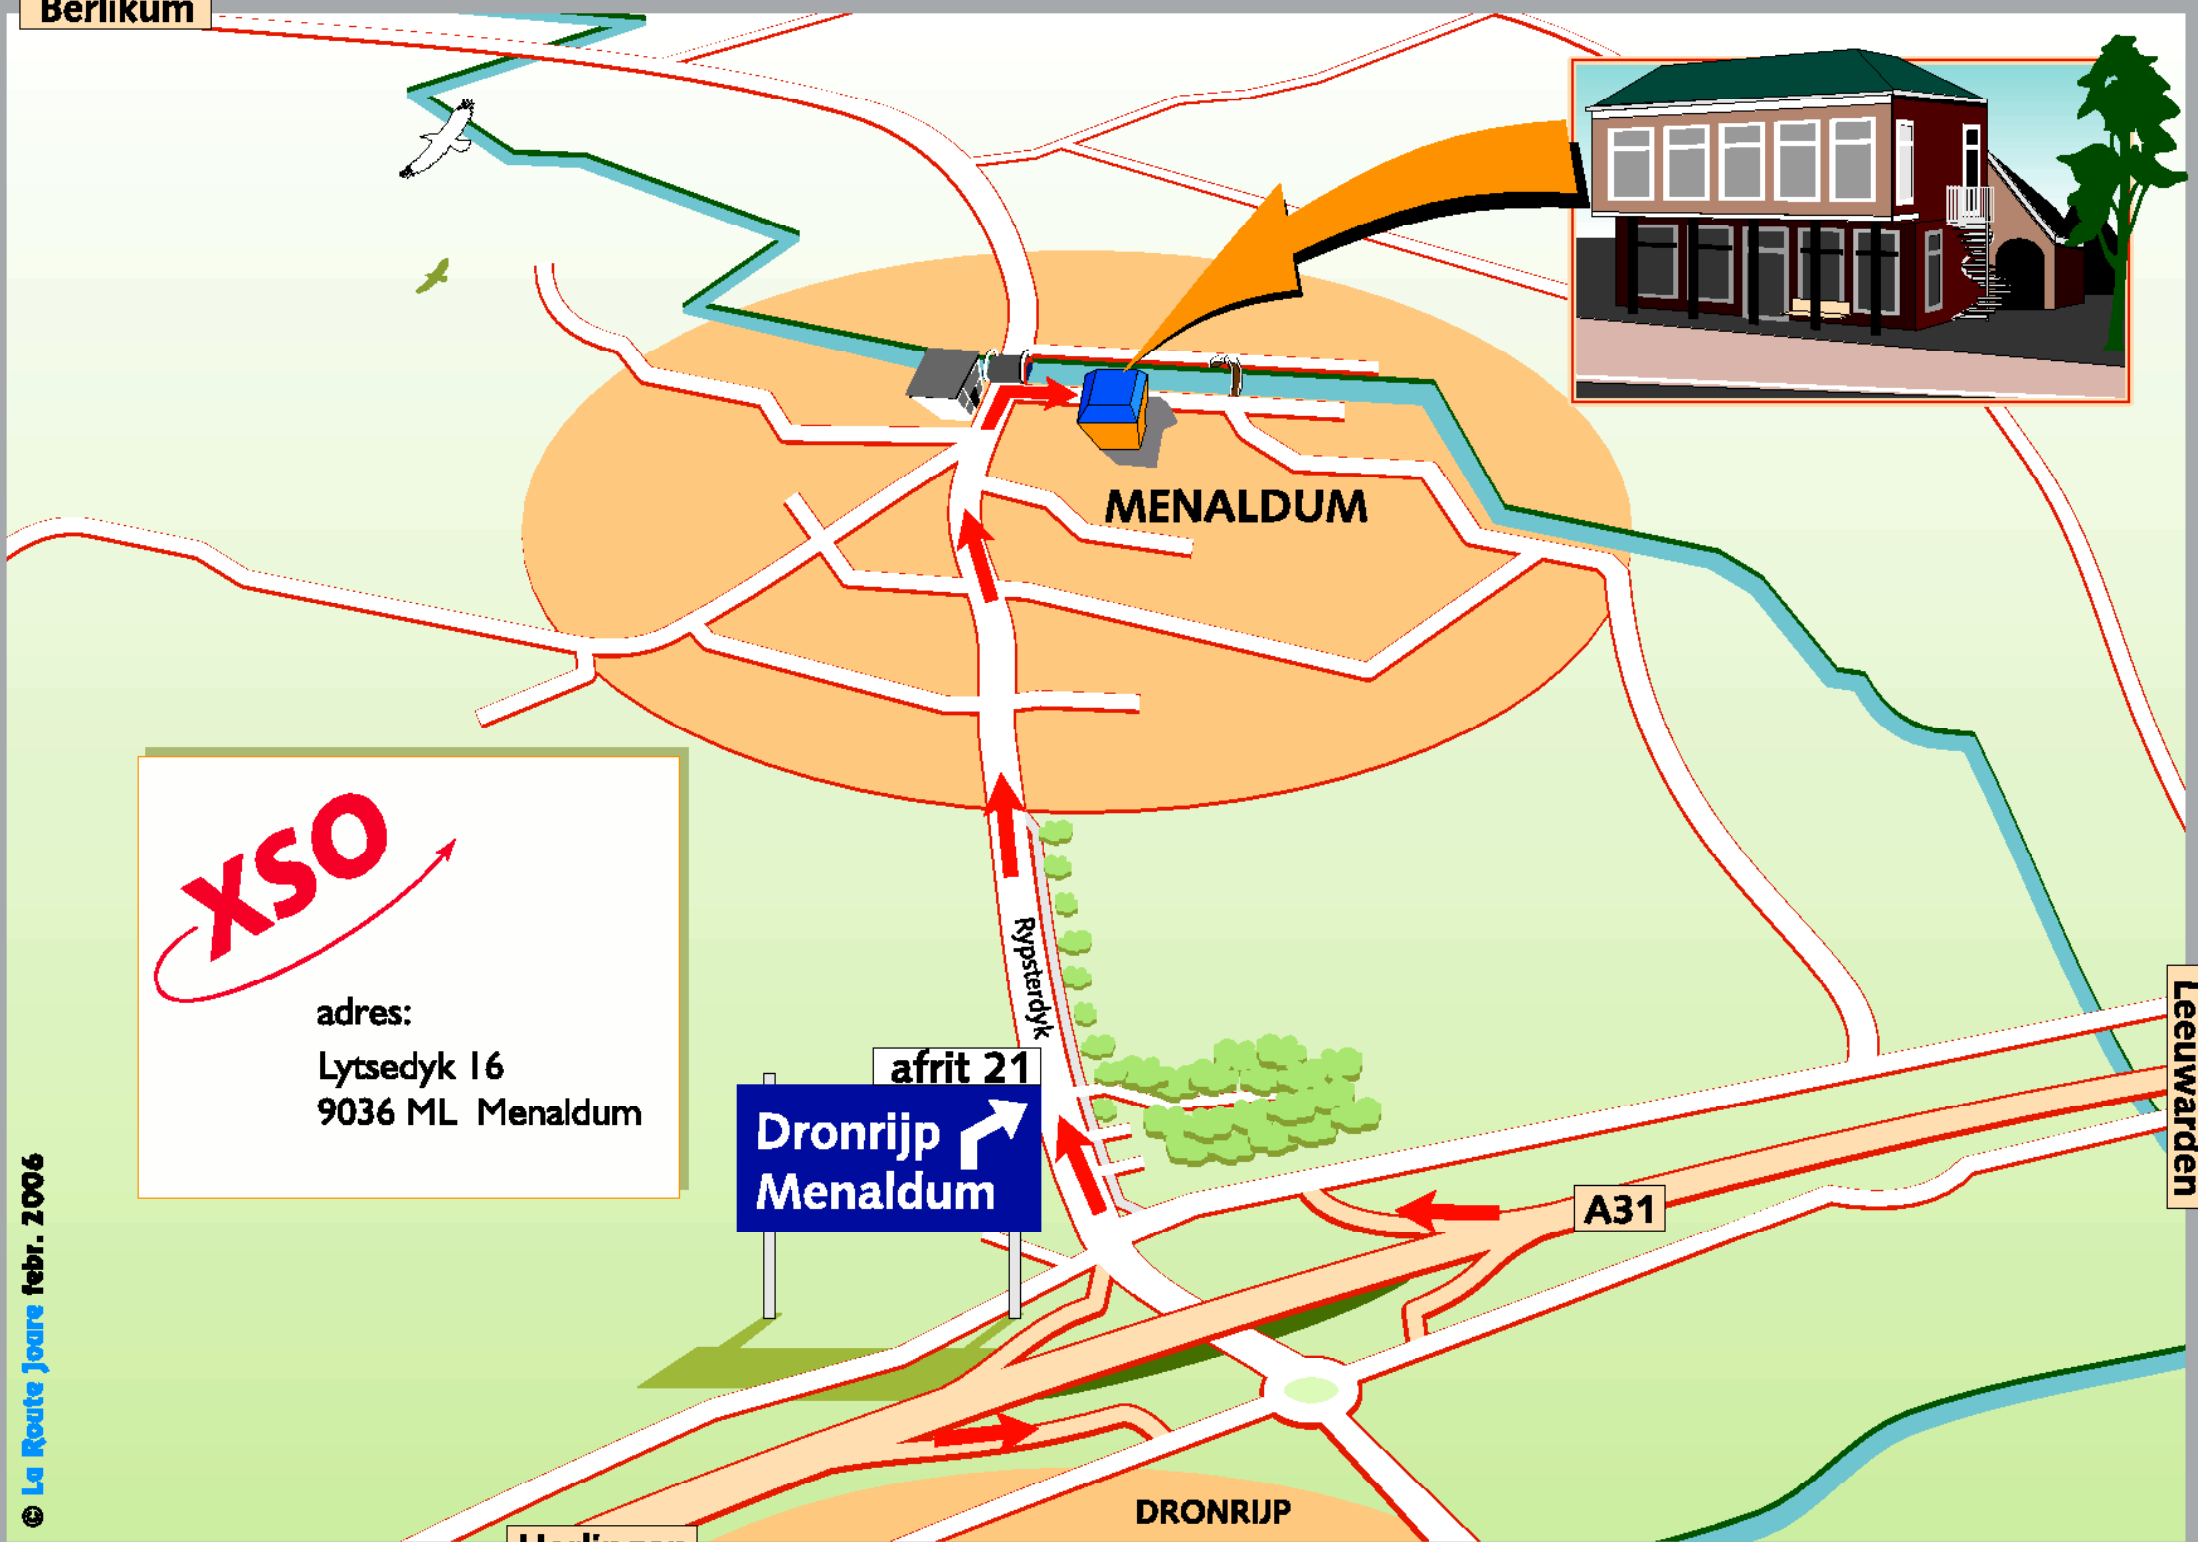 Berlikum
MENALDUM
XSO
adres:
Lytsedyk 16
9036 ML Menaldum
Rypsterdyk
afrit 21
Dronrijp
Menaldum
A31
Leeuwarden
DRONRIJP
© La Route Joure febr. 2006